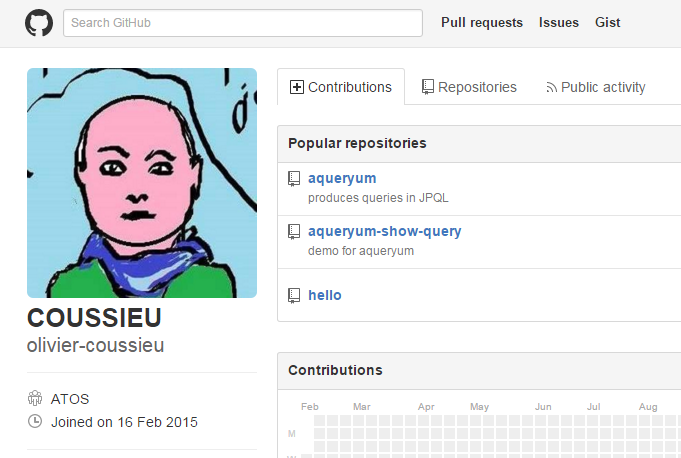 Search GitHub
Pull requests Issues Gist
Contributions Repositories Public activity
Popular repositories
aqueryum
produces queries in JPQL
aqueryum-show-query
demo for aqueryum
hello
COUSSIEU
olivier-coussieu
ATOS
Joined on 16 Feb 2015
Contributions
Feb Mar Apr May Jun Jul Aug
M